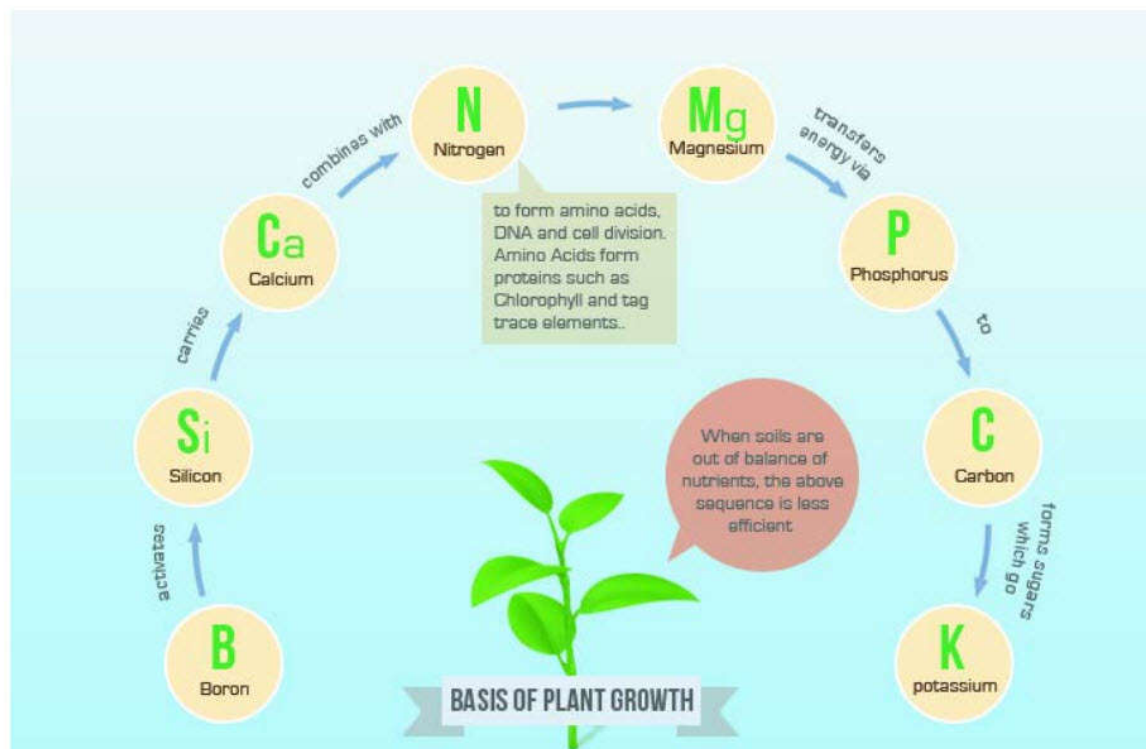 B
Boron
activates
Si
Silicon
carries
Ca
Calcium
combines with
N
Nitrogen
to form amino acids,
DNA and cell division.
Amino Acids form
proteins such as
Chlorophyll and tag
trace elements..
Mg
Magnesium
transfers
energy via
P
Phosphorus
to
C
Carbon
forms sugars
which go
K
potassium
When soils are
out of balance of
nutrients, the above
sequence is less
efficient
BASIS OF PLANT GROWTH